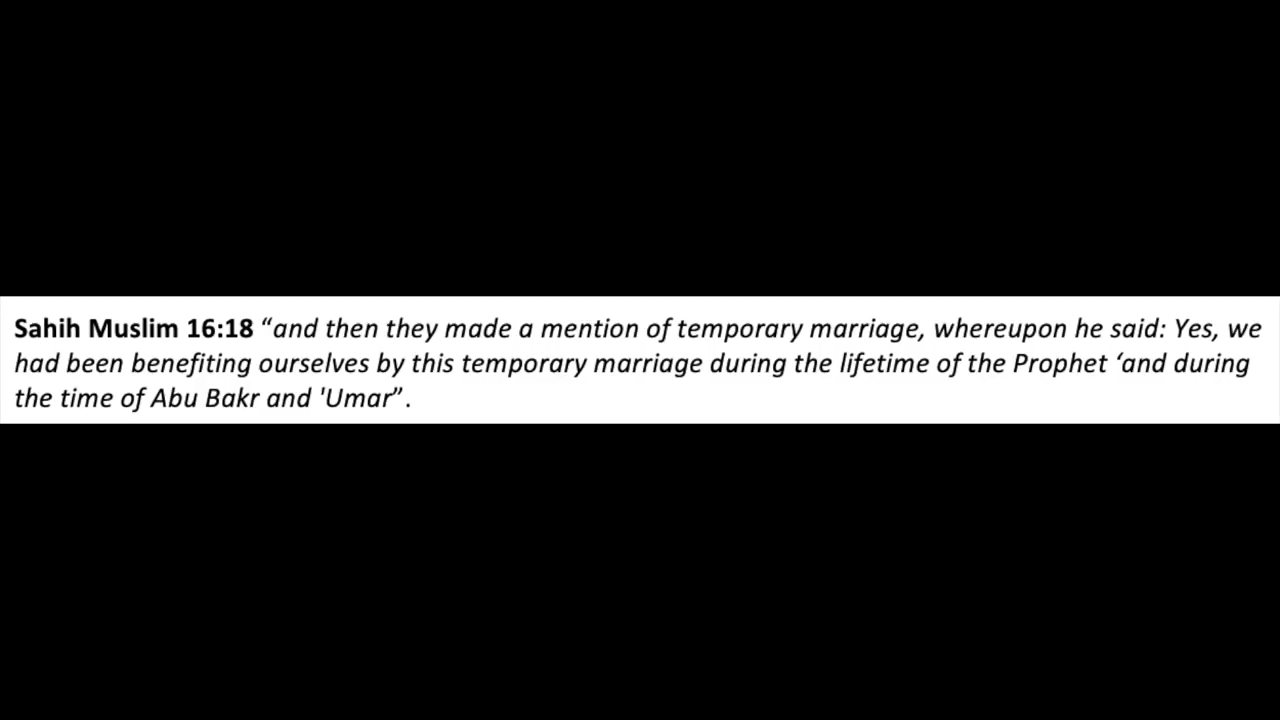 Sahih Muslim 16:18 “and then they made a mention of temporary marriage, whereupon he said: Yes, we
had been benefiting ourselves by this temporary marriage during the lifetime of the Prophet ‘and during
the time of Abu Bakr and 'Umar”.